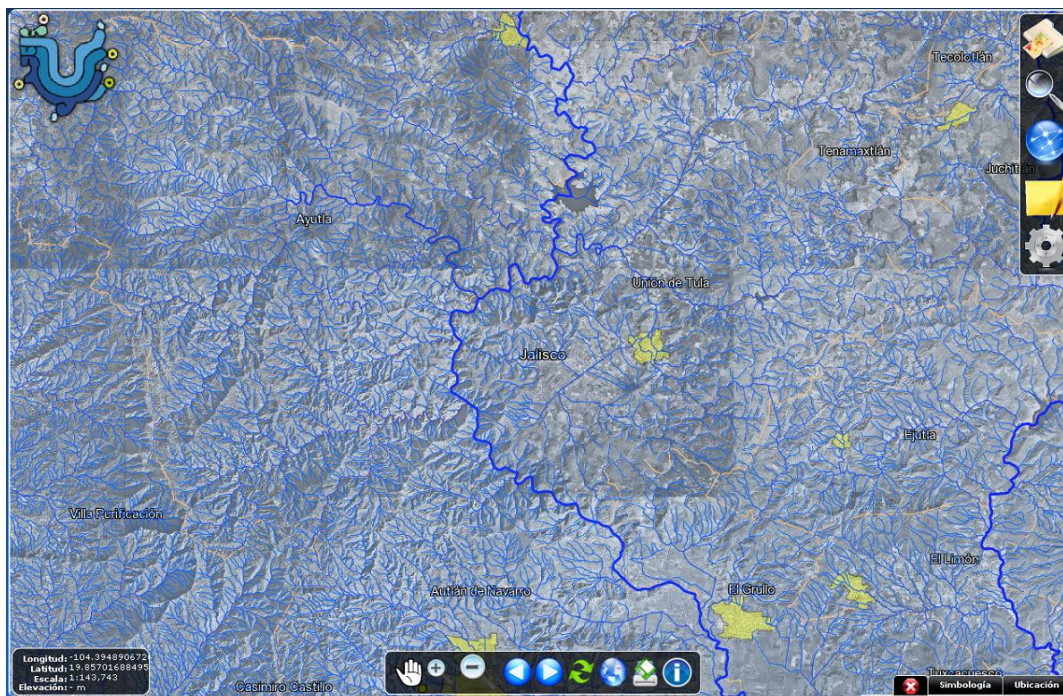 Tecolotlán
Tenamaxtlán
Juchitlán
Ayutla
Unión de Tula
Jalisco
Ejutla
Villa Purificación
El Limón
Autlán de Navarro
El Grullo
Tuxcacuesco
Casimiro Castillo
Longitud: -104.394890672
Latitud: 19.85701688495
Escala: 1:143,743
Elevación: - m
Simbología
Ubicación